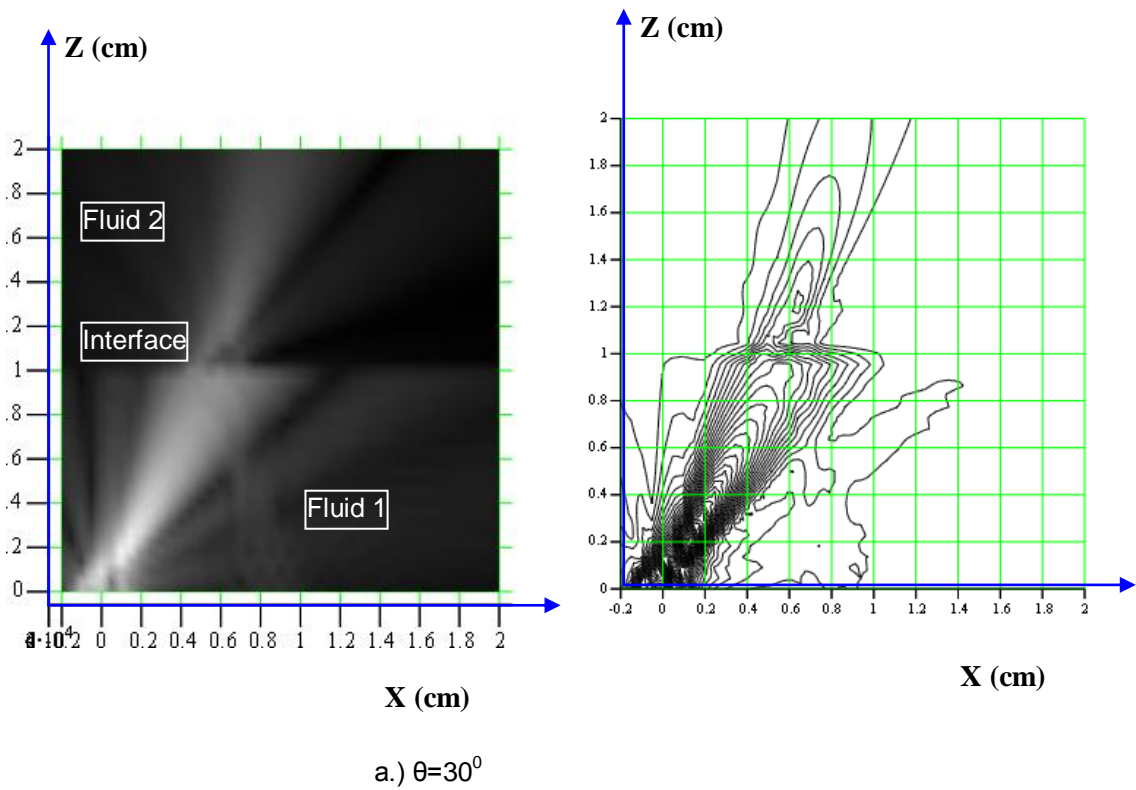 Z (cm)
2
.8
.6
.4
.2
1
.8
.6
.4
.2
0
Fluid 2
Interface
Fluid 1
0.2 0 0.2 0.4 0.6 0.8 1 1.2 1.4 1.6 1.8 2
X (cm)
Z (cm)
2
1.8
1.6
1.4
1.2
1
0.8
0.6
0.4
0.2
0
-0.2 0 0.2 0.4 0.6 0.8 1 1.2 1.4 1.6 1.8 2
X (cm)
a.) θ=30⁰